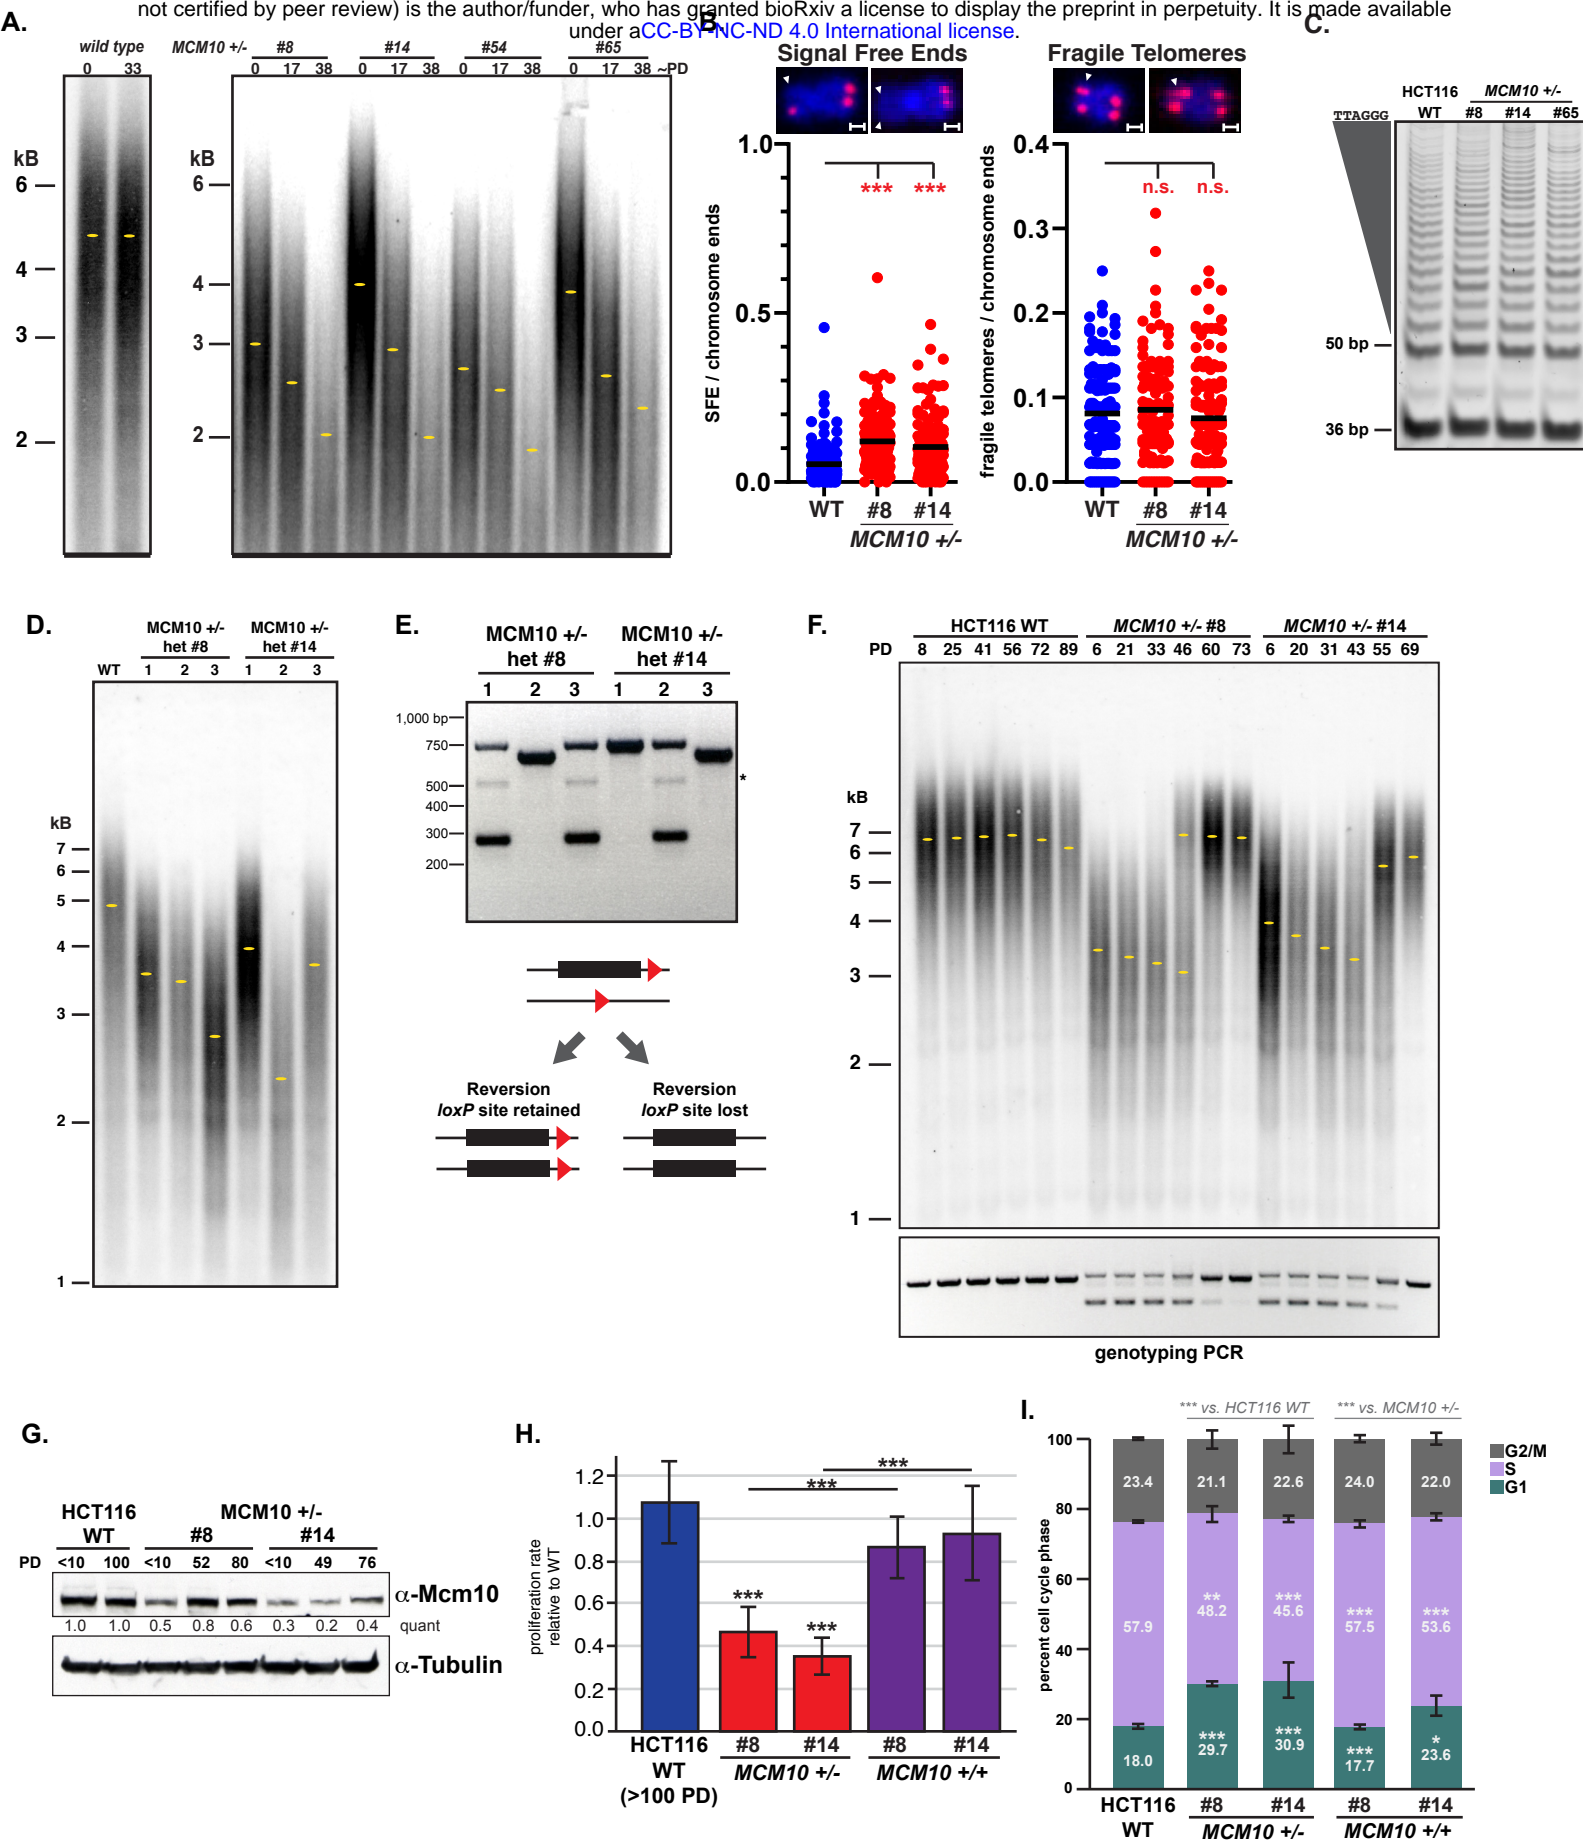 not certified by peer review) is the author/funder, who has granted bioRxiv a license to display the preprint in perpetuity. It is made available
under aCC-BY-NC-ND 4.0 International license.
A.
wild type
0 33
MCM10 +/- #8 #14 #54 #65
0 17 38 0 17 38 0 17 38 0 17 38 ~PD
kB
6
4
3
2
kB
6
4
3
2
B.
Signal Free Ends
SFE / chromosome ends
1.0
0.5
0.0
*** ***
WT #8 #14
MCM10 +/-
Fragile Telomeres
fragile telomeres / chromosome ends
0.4
0.3
0.2
0.1
0.0
n.s. n.s.
WT #8 #14
MCM10 +/-
C.
HCT116 MCM10 +/-
TTAGGG WT #8 #14 #65
50 bp
36 bp
D.
MCM10 +/- MCM10 +/-
het #8 het #14
WT 1 2 3 1 2 3
kB
7
6
5
4
3
2
1
E.
MCM10 +/- MCM10 +/-
het #8 het #14
1 2 3 1 2 3
1,000 bp
750
500
400
300
200
*
Reversion
loxP site retained
Reversion
loxP site lost
F.
HCT116 WT MCM10 +/- #8 MCM10 +/- #14
PD 8 25 41 56 72 89 6 21 33 46 60 73 6 20 31 43 55 69
kB
7
6
5
4
3
2
1
genotyping PCR
G.
HCT116 MCM10 +/-
WT #8 #14
PD <10 100 <10 52 80 <10 49 76
α-Mcm10
1.0 1.0 0.5 0.8 0.6 0.3 0.2 0.4 quant
α-Tubulin
H.
proliferation rate
relative to WT
1.2
1.0
0.8
0.6
0.4
0.2
0.0
***
***
***
***
HCT116 #8 #14 #8 #14
WT MCM10 +/- MCM10 +/+
(>100 PD)
I.
*** vs. HCT116 WT *** vs. MCM10 +/-
percent cell cycle phase
100
80
60
40
20
0
23.4 21.1 22.6 24.0 22.0
** *** *** ***
57.9 48.2 45.6 57.5 53.6
*** *** *** *
18.0 29.7 30.9 17.7 23.6
G2/M
S
G1
HCT116 #8 #14 #8 #14
WT MCM10 +/- MCM10 +/+